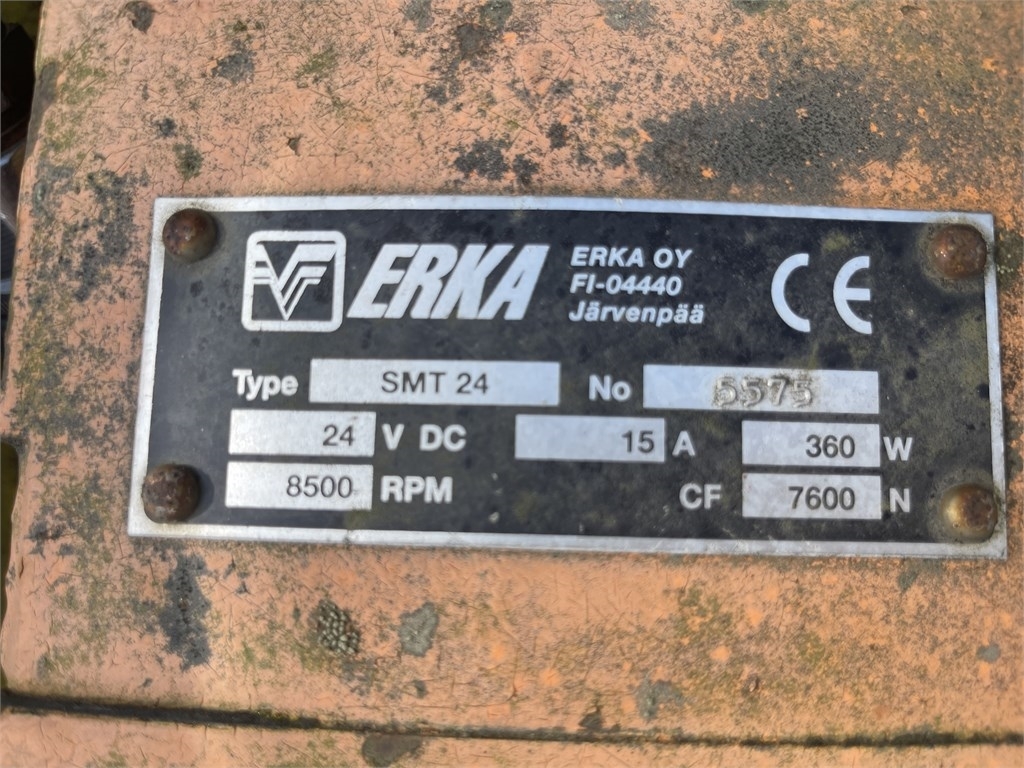 ERKA
ERKA OY
FI-04440
Järvenpää
CE
Type SMT 24 No 5575
24 V DC 15 A 360 W
8500 RPM CF 7600 N